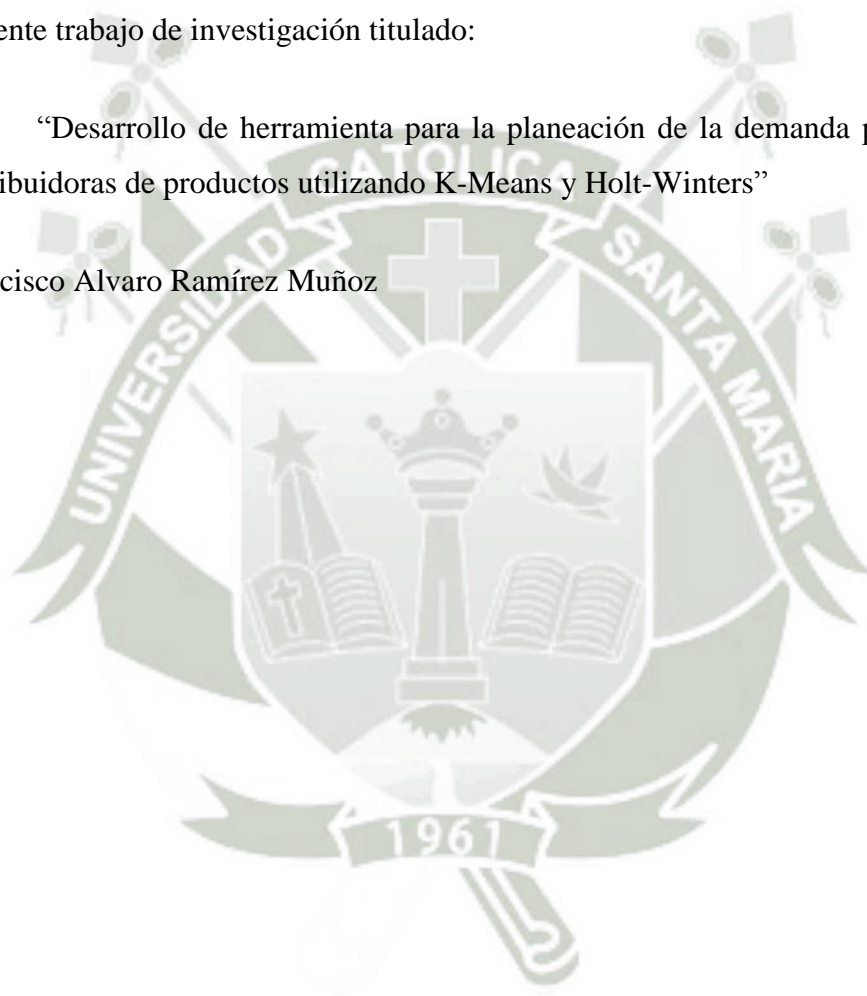 ente trabajo de investigación titulado:
“Desarrollo de herramienta para la planeación de la demanda p
ibuidoras de productos utilizando K-Means y Holt-Winters”
cisco Alvaro Ramírez Muñoz
UNIVERSIDAD CATOLICA SANTA MARIA
1961